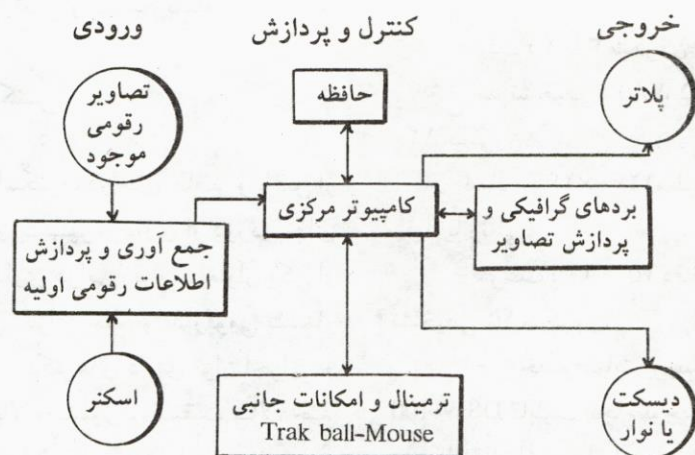 خروجی
کنترل و پردازش
ورودی
پلاتر
حافظه
تصاویر
رقومی
موجود
کامپیوتر مرکزی
بردهای گرافیکی و
پردازش تصاویر
جمع آوری و پردازش
اطلاعات رقومی اولیه
دیسکت
یا نوار
ترمینال و امکانات جانبی
Trak ball-Mouse
اسکنر